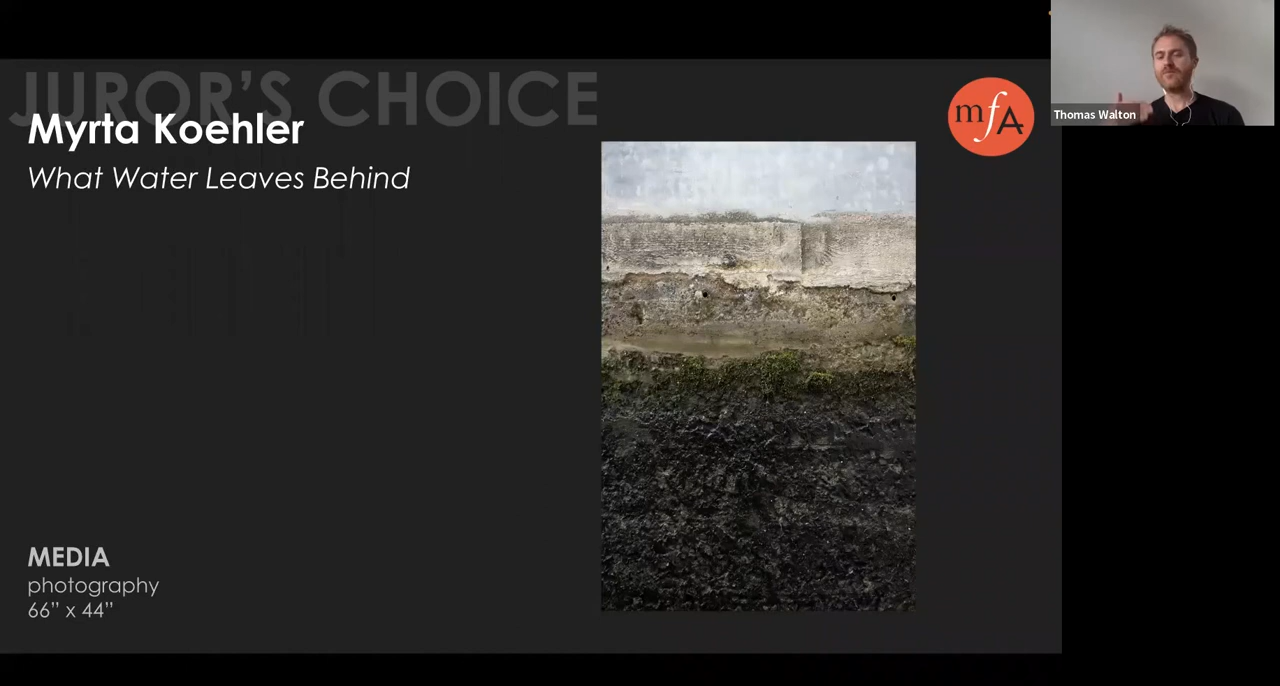 JUROR’S CHOICE
Myrta Koehler
What Water Leaves Behind
mfA
Thomas Walton
MEDIA
photography
66” x 44”